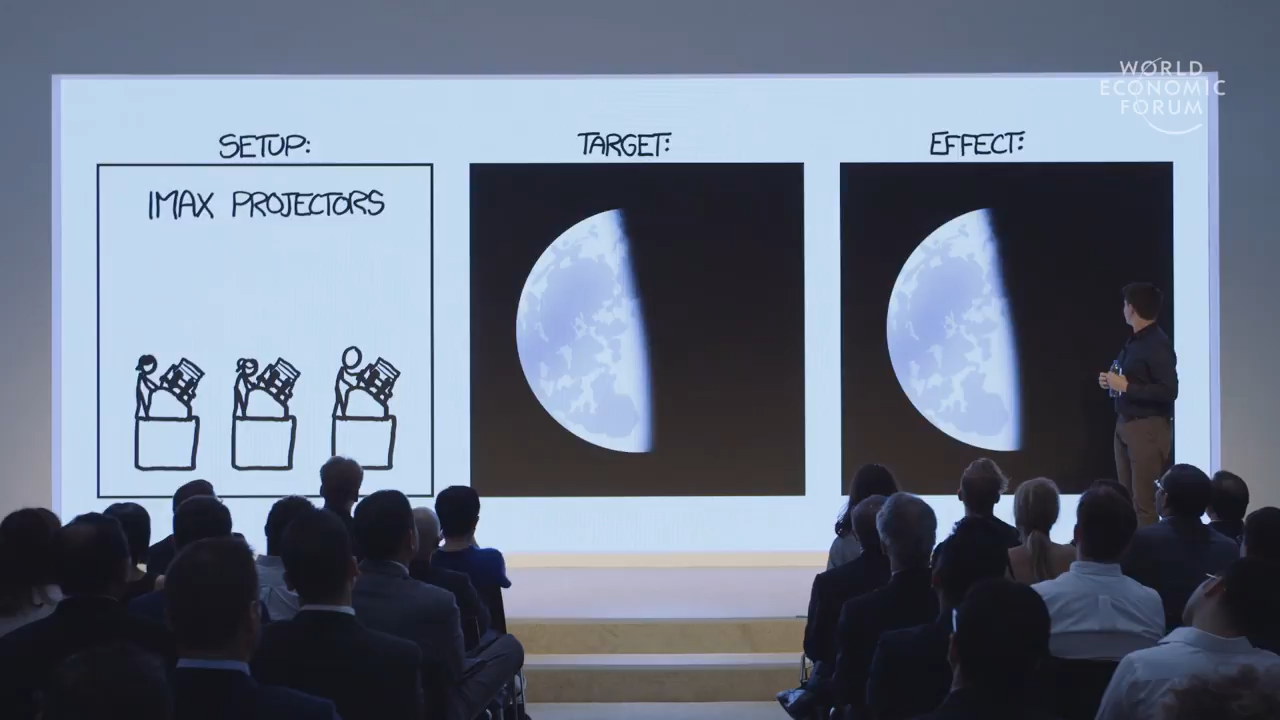 WORLD
ECONOMIC
FORUM
SETUP:
TARGET:
EFFECT:
IMAX PROJECTORS